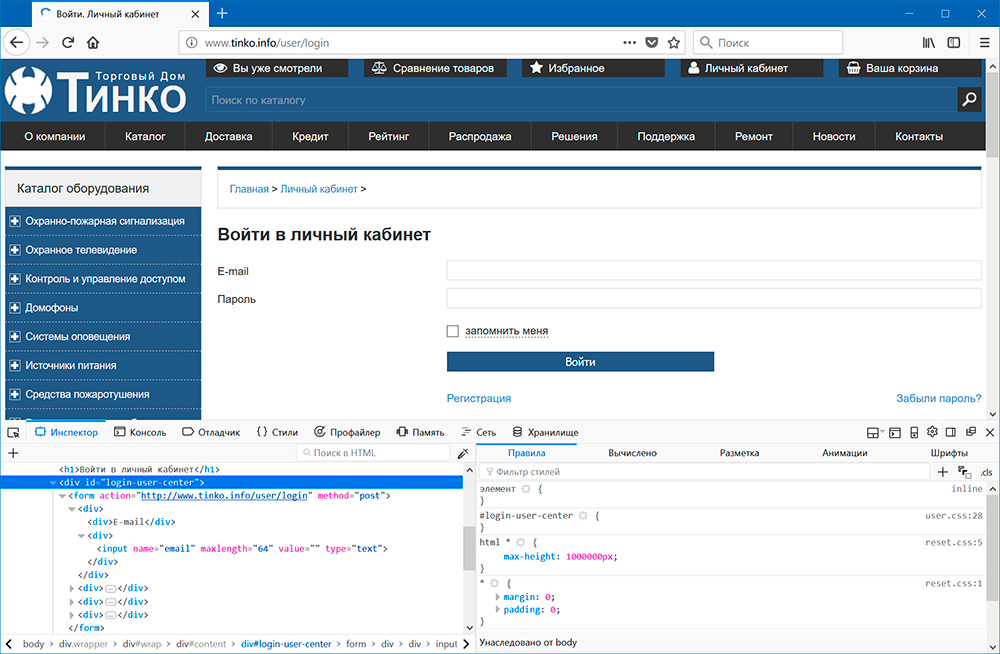 Войти. Личный кабинет
www.tinko.info/user/login
Поиск
Торговый Дом
Тинко
Вы уже смотрели Сравнение товаров Избранное Личный кабинет Ваша корзина
Поиск по каталогу
О компании Каталог Доставка Кредит Рейтинг Распродажа Решения Поддержка Ремонт Новости Контакты
Каталог оборудования
Охранно-пожарная сигнализация
Охранное телевидение
Контроль и управление доступом
Домофоны
Системы оповещения
Источники питания
Средства пожаротушения
Главная > Личный кабинет >
Войти в личный кабинет
E-mail
Пароль
запомнить меня
Войти
Регистрация Забыли пароль?
Инспектор Консоль Отладчик {} Стили Профайлер Память Сеть Хранилище
Поиск в HTML
<h1>Войти в личный кабинет</h1>
<div id="login-user-center">
<form action="http://www.tinko.info/user/login" method="post">
<div>
<div>E-mail</div>
<div>
<input name="email" maxlength="64" value="" type="text">
</div>
</div>
<div>…</div>
<div>…</div>
<div>…</div>
</form>
body > div.wrapper > div#wrap > div#content > div#login-user-center > form > div > div > input
Правила Вычислено Разметка Анимации Шрифты
Фильтр стилей .cls
элемент { inline
}
#login-user-center { user.css:28
}
html * { reset.css:5
max-height: 1000000px;
}
* { reset.css:1
margin: 0;
padding: 0;
}
Унаследовано от body